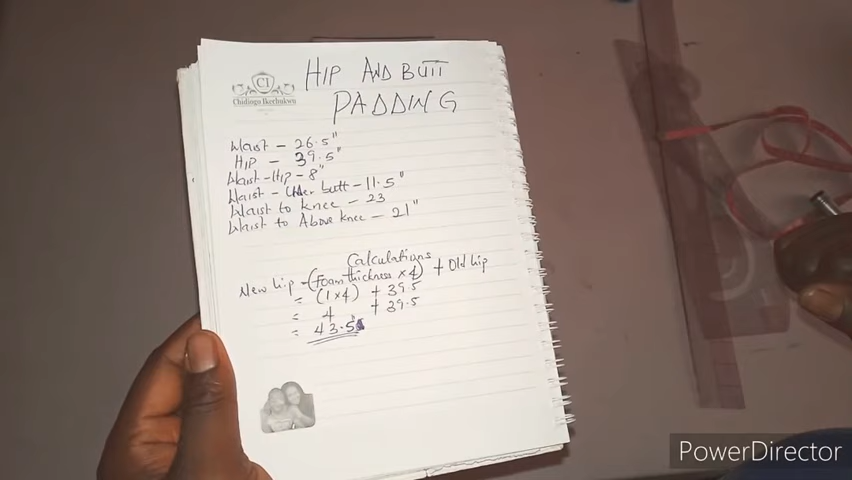 HIP AND BUTT
PADDING
CI
Chidinga Ikechukwu
Waist - 26.5"
HIP - 39.5"
Waist-Hip - 8"
Waist - Under butt - 11.5"
Waist to knee - 23
Waist to Above knee - 21"
Calculations
New hip - (foam thickness x 4) + Old hip
= (1 x 4) + 39.5
= 4 + 39.5
= 43.5"
PowerDirector